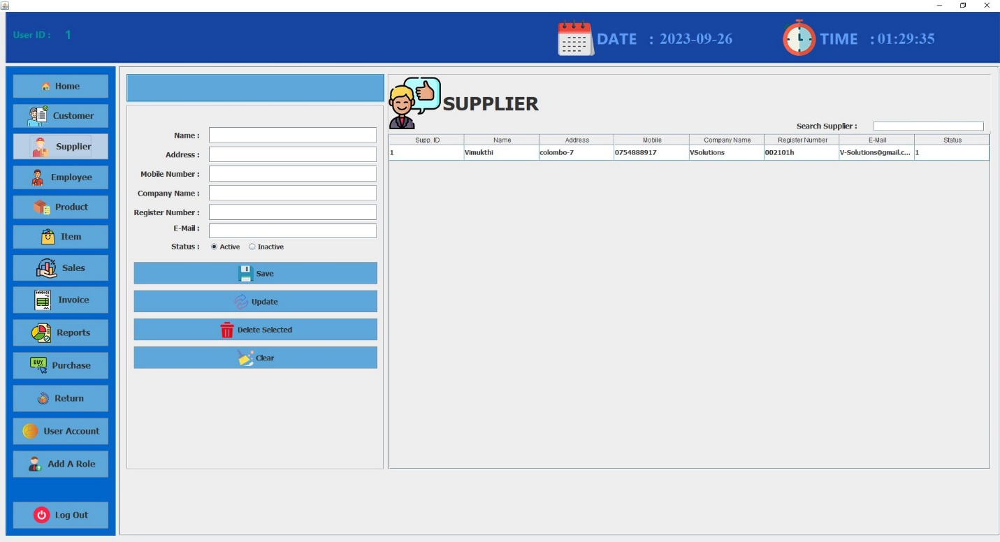 User ID : 1
DATE : 2023-09-26
TIME : 01:29:35
Home
Customer
Supplier
Employee
Product
Item
Sales
INVOICE
Invoice
Reports
BUY
Purchase
Return
User Account
Add A Role
Log Out
Name :
Address :
Mobile Number :
Company Name :
Register Number :
E-Mail :
Status : Active Inactive
Save
Update
Delete Selected
Clear
SUPPLIER
Search Supplier :
Supp. ID Name Address Mobile Company Name Register Number E-Mail Status
1 Vimukthi colombo-7 0754888917 VSolutions 002101h V-Solutions@gmail.c... 1